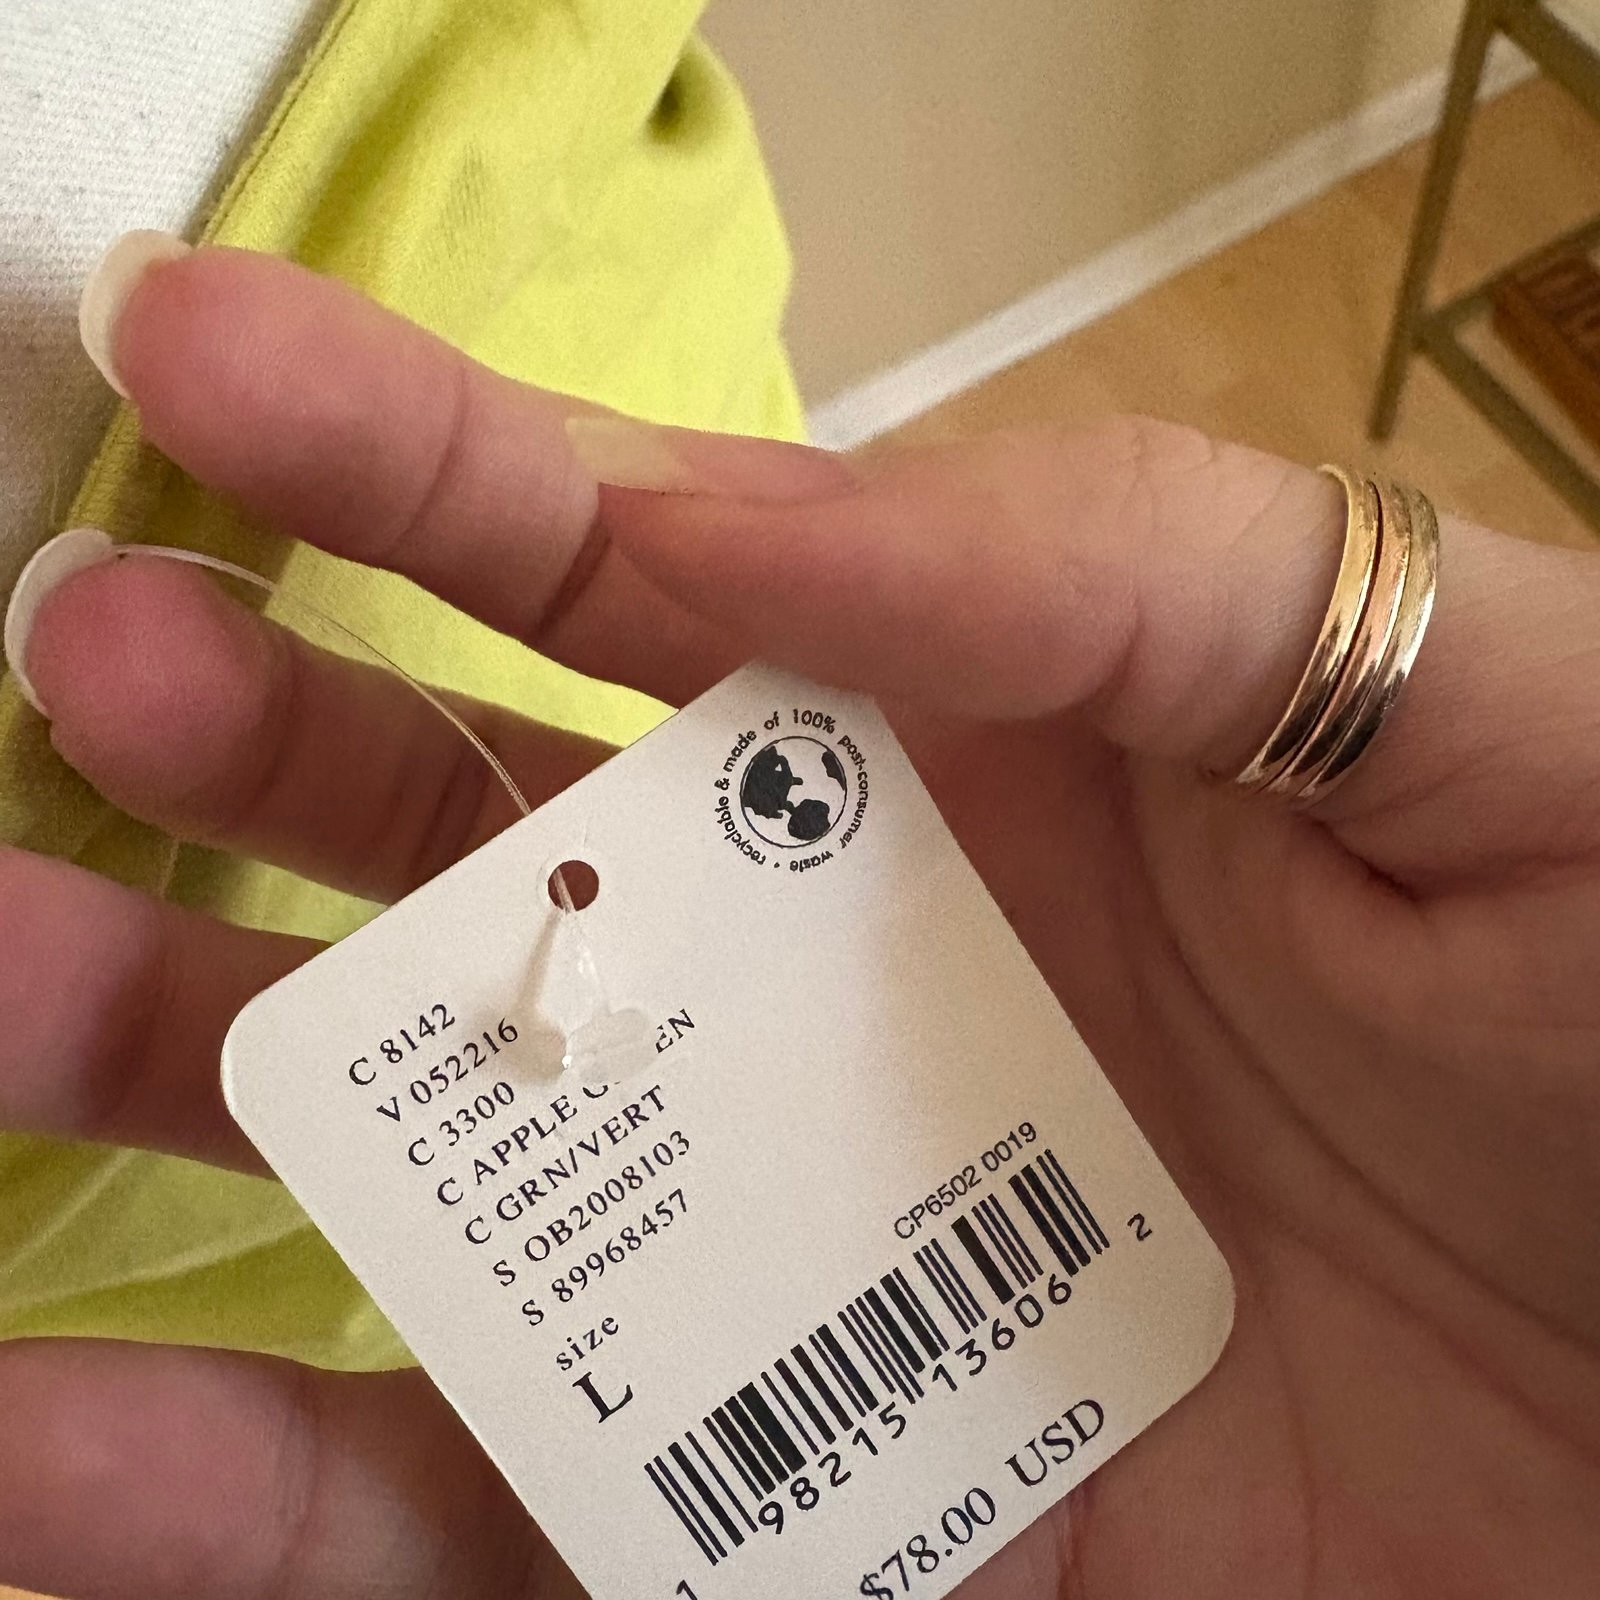 recyclable & made of 100% post-consumer waste •
C 8142
V 052216
C 3300
C APPLE
C GRN/VERT
S OB2008103
S 89968457
size
L
CP6502 0019
1 98215 13606 2
$78.00 USD